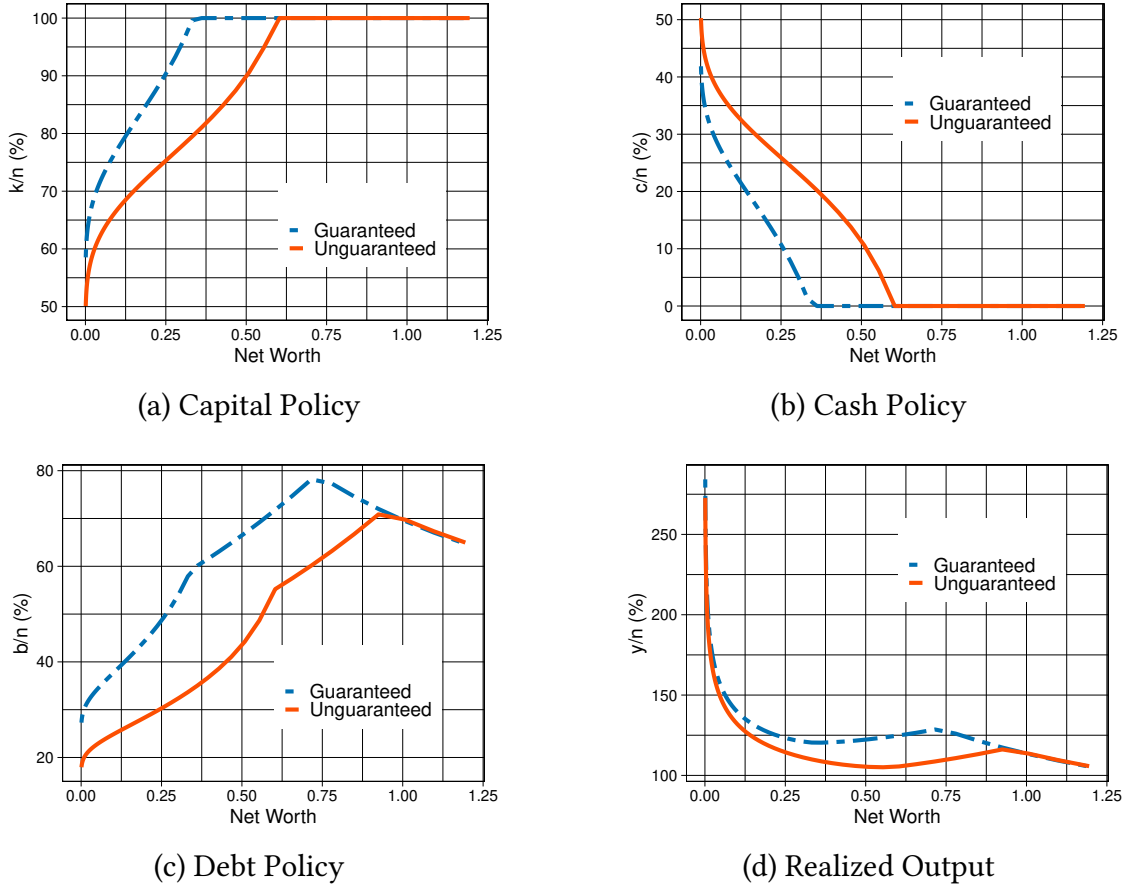 k/n (%)
100
90
80
70
60
50
Guaranteed
Unguaranteed
0.00 0.25 0.50 0.75 1.00 1.25
Net Worth
(a) Capital Policy
c/n (%)
50
40
30
20
10
0
Guaranteed
Unguaranteed
0.00 0.25 0.50 0.75 1.00 1.25
Net Worth
(b) Cash Policy
b/n (%)
80
60
40
20
Guaranteed
Unguaranteed
0.00 0.25 0.50 0.75 1.00 1.25
Net Worth
(c) Debt Policy
y/n (%)
250
200
150
100
Guaranteed
Unguaranteed
0.00 0.25 0.50 0.75 1.00 1.25
Net Worth
(d) Realized Output